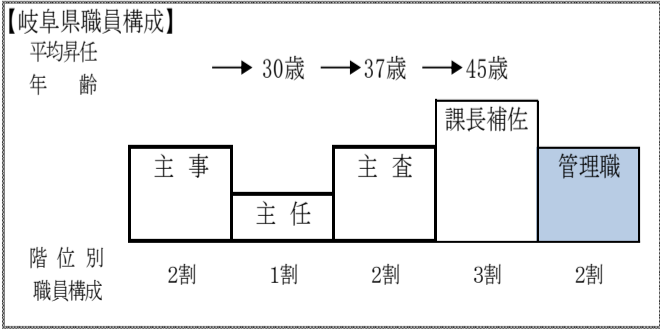 【岐阜県職員構成】
平均昇任
年 齢
30歳 37歳 45歳
課長補佐
主 事 主 査 管理職
主 任
階 位 別
職員構成
2割 1割 2割 3割 2割